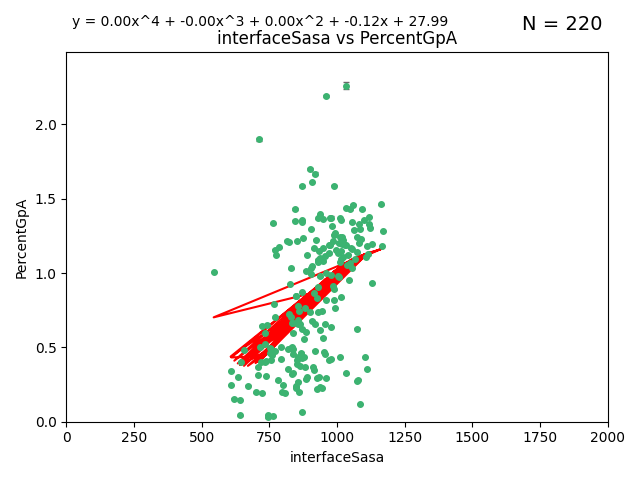 y = 0.00x^4 + -0.00x^3 + 0.00x^2 + -0.12x + 27.99
N = 220
interfaceSasa vs PercentGpA
PercentGpA
2.0
1.5
1.0
0.5
0.0
0 250 500 750 1000 1250 1500 1750 2000
interfaceSasa